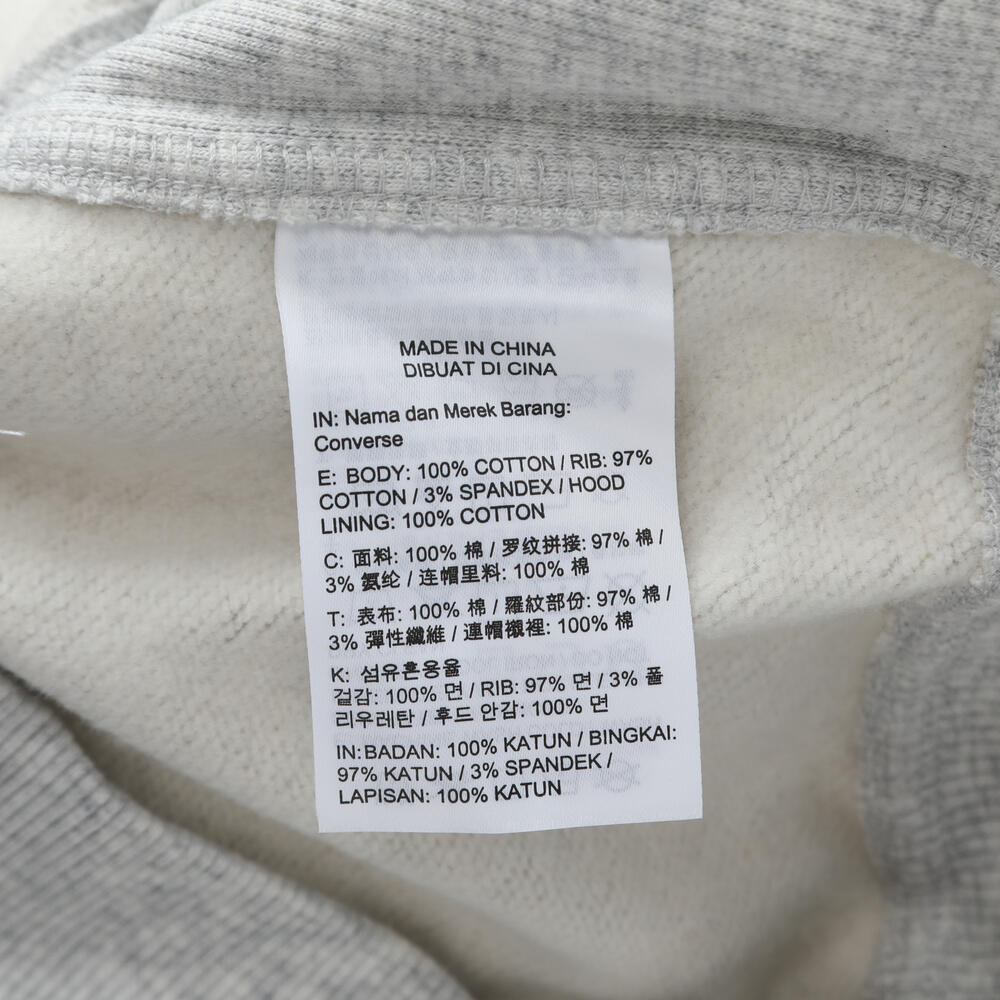 MADE IN CHINA
DIBUAT DI CINA
IN: Nama dan Merek Barang:
Converse
E: BODY: 100% COTTON / RIB: 97%
COTTON / 3% SPANDEX / HOOD
LINING: 100% COTTON
C: 面料: 100% 棉 / 罗纹拼接: 97% 棉 /
3% 氨纶 / 连帽里料: 100% 棉
T: 表布: 100% 棉 / 羅紋部份: 97% 棉 /
3% 彈性纖維 / 連帽襯裡: 100% 棉
K: 섬유혼용율
겉감: 100% 면 / RIB: 97% 면 / 3% 폴
리우레탄 / 후드 안감: 100% 면
IN:BADAN: 100% KATUN / BINGKAI:
97% KATUN / 3% SPANDEK /
LAPISAN: 100% KATUN